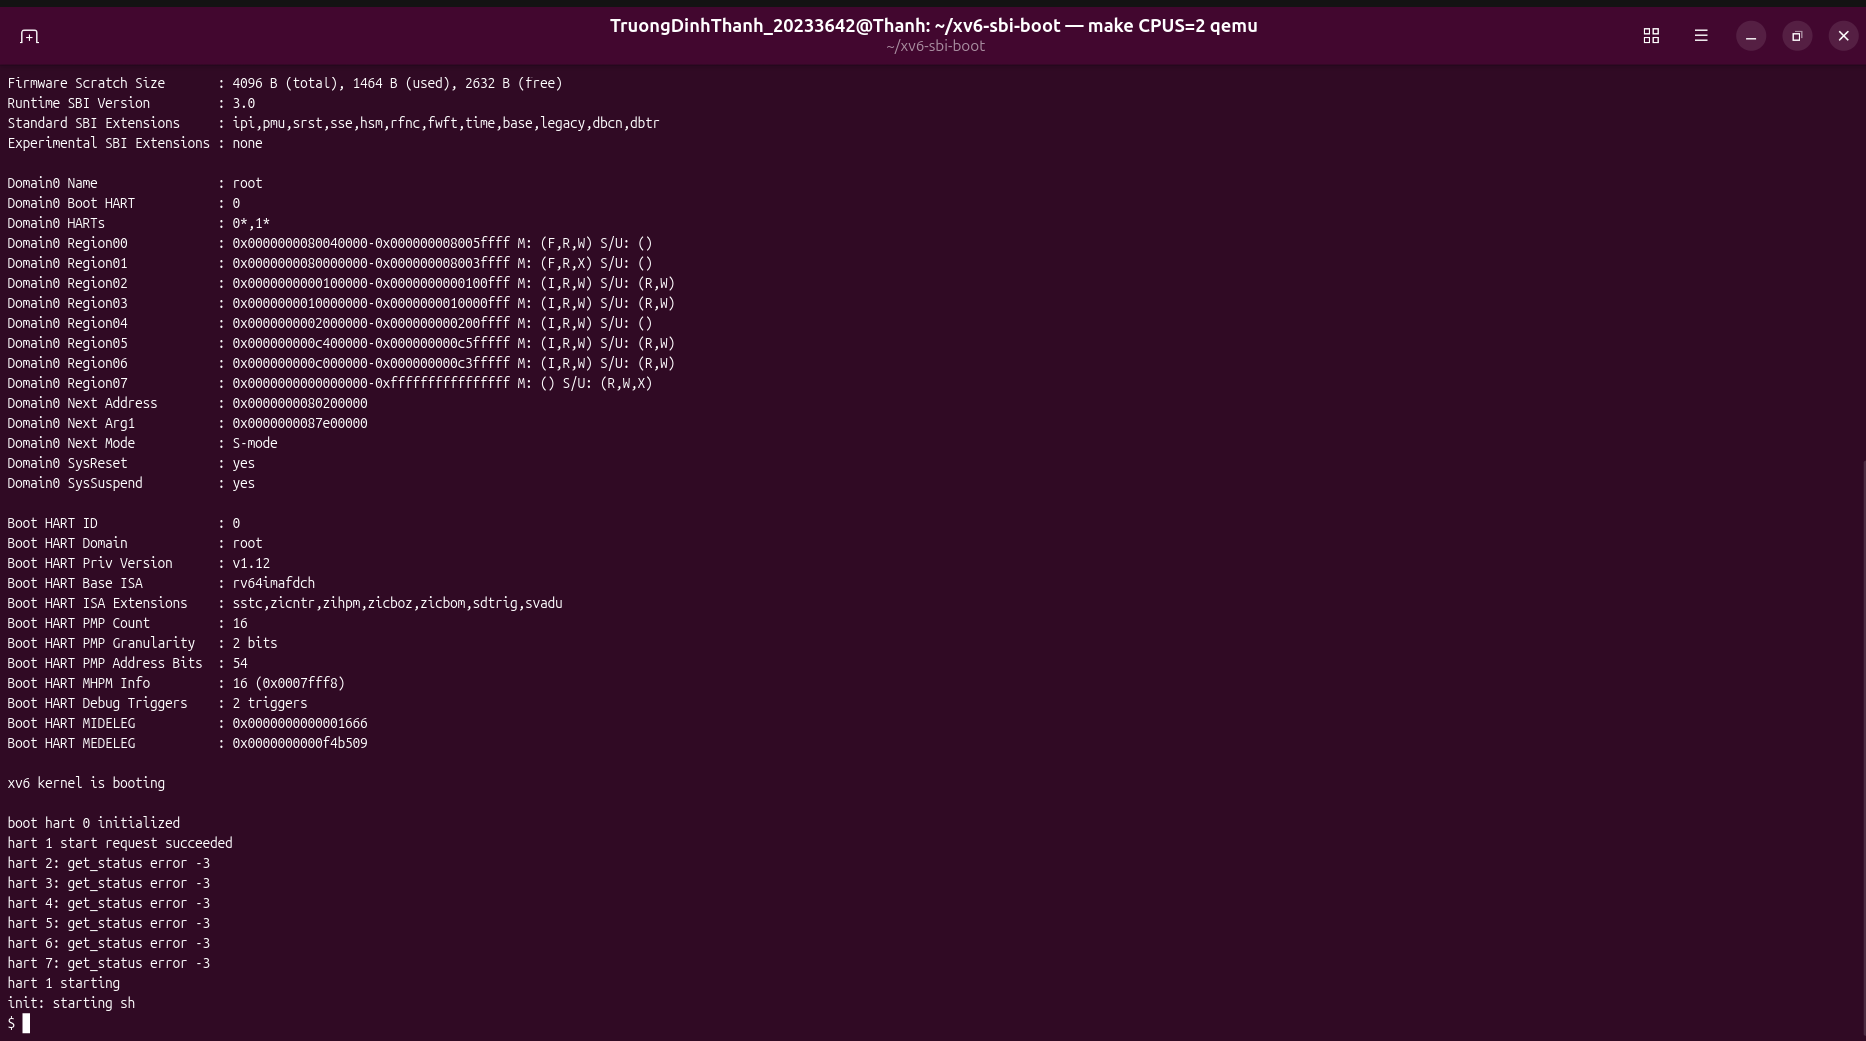 TruongDinhThanh_20233642@Thanh: ~/xv6-sbi-boot — make CPUS=2 qemu
~/xv6-sbi-boot
Firmware Scratch Size       : 4096 B (total), 1464 B (used), 2632 B (free)
Runtime SBI Version         : 3.0
Standard SBI Extensions     : ipi,pmu,srst,sse,hsm,rfnc,fwft,time,base,legacy,dbcn,dbtr
Experimental SBI Extensions : none

Domain0 Name                : root
Domain0 Boot HART           : 0
Domain0 HARTs               : 0*,1*
Domain0 Region00            : 0x0000000080040000-0x000000008005ffff M: (F,R,W) S/U: ()
Domain0 Region01            : 0x0000000080000000-0x000000008003ffff M: (F,R,X) S/U: ()
Domain0 Region02            : 0x0000000000100000-0x0000000000100fff M: (I,R,W) S/U: (R,W)
Domain0 Region03            : 0x0000000010000000-0x0000000010000fff M: (I,R,W) S/U: (R,W)
Domain0 Region04            : 0x0000000002000000-0x000000000200ffff M: (I,R,W) S/U: ()
Domain0 Region05            : 0x000000000c400000-0x000000000c5fffff M: (I,R,W) S/U: (R,W)
Domain0 Region06            : 0x000000000c000000-0x000000000c3fffff M: (I,R,W) S/U: (R,W)
Domain0 Region07            : 0x0000000000000000-0xffffffffffffffff M: () S/U: (R,W,X)
Domain0 Next Address        : 0x0000000080200000
Domain0 Next Arg1           : 0x0000000087e00000
Domain0 Next Mode           : S-mode
Domain0 SysReset            : yes
Domain0 SysSuspend          : yes

Boot HART ID                : 0
Boot HART Domain            : root
Boot HART Priv Version      : v1.12
Boot HART Base ISA          : rv64imafdch
Boot HART ISA Extensions    : sstc,zicntr,zihpm,zicboz,zicbom,sdtrig,svadu
Boot HART PMP Count         : 16
Boot HART PMP Granularity   : 2 bits
Boot HART PMP Address Bits  : 54
Boot HART MHPM Info         : 16 (0x0007fff8)
Boot HART Debug Triggers    : 2 triggers
Boot HART MIDELEG           : 0x0000000000001666
Boot HART MEDELEG           : 0x0000000000f4b509

xv6 kernel is booting

boot hart 0 initialized
hart 1 start request succeeded
hart 2: get_status error -3
hart 3: get_status error -3
hart 4: get_status error -3
hart 5: get_status error -3
hart 6: get_status error -3
hart 7: get_status error -3
hart 1 starting
init: starting sh
$